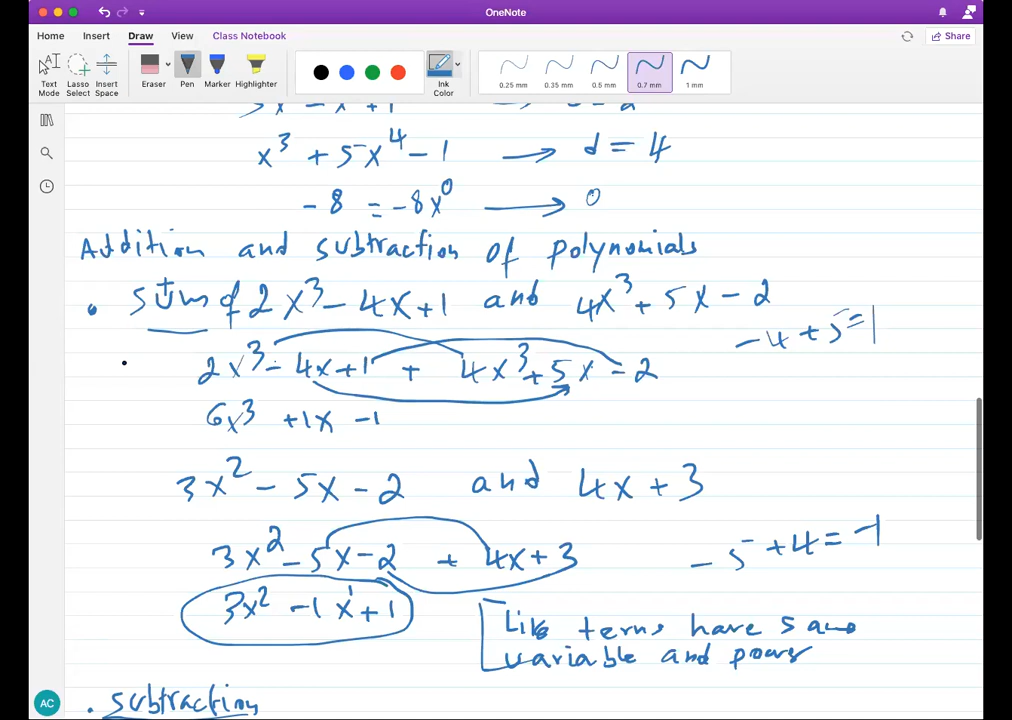 OneNote
Home Insert Draw View Class Notebook Share
Text Mode Lasso Select Insert Space Eraser Pen Marker Highlighter Ink Color 0.25 mm 0.35 mm 0.5 mm 0.7 mm 1 mm
x³ + 5x⁴ - 1 → d = 4
-8 = -8x⁰ → 0
Addition and subtraction of polynomials
• Sum of 2x³ - 4x + 1 and 4x³ + 5x - 2
-4 + 5 = 1
2x³ - 4x + 1 + 4x³ + 5x - 2
6x³ + 1x - 1
3x² - 5x - 2 and 4x + 3
3x² - 5x - 2 + 4x + 3
-5 + 4 = -1
3x² - 1x¹ + 1
Like terms have same
variable and power
• subtraction
AC